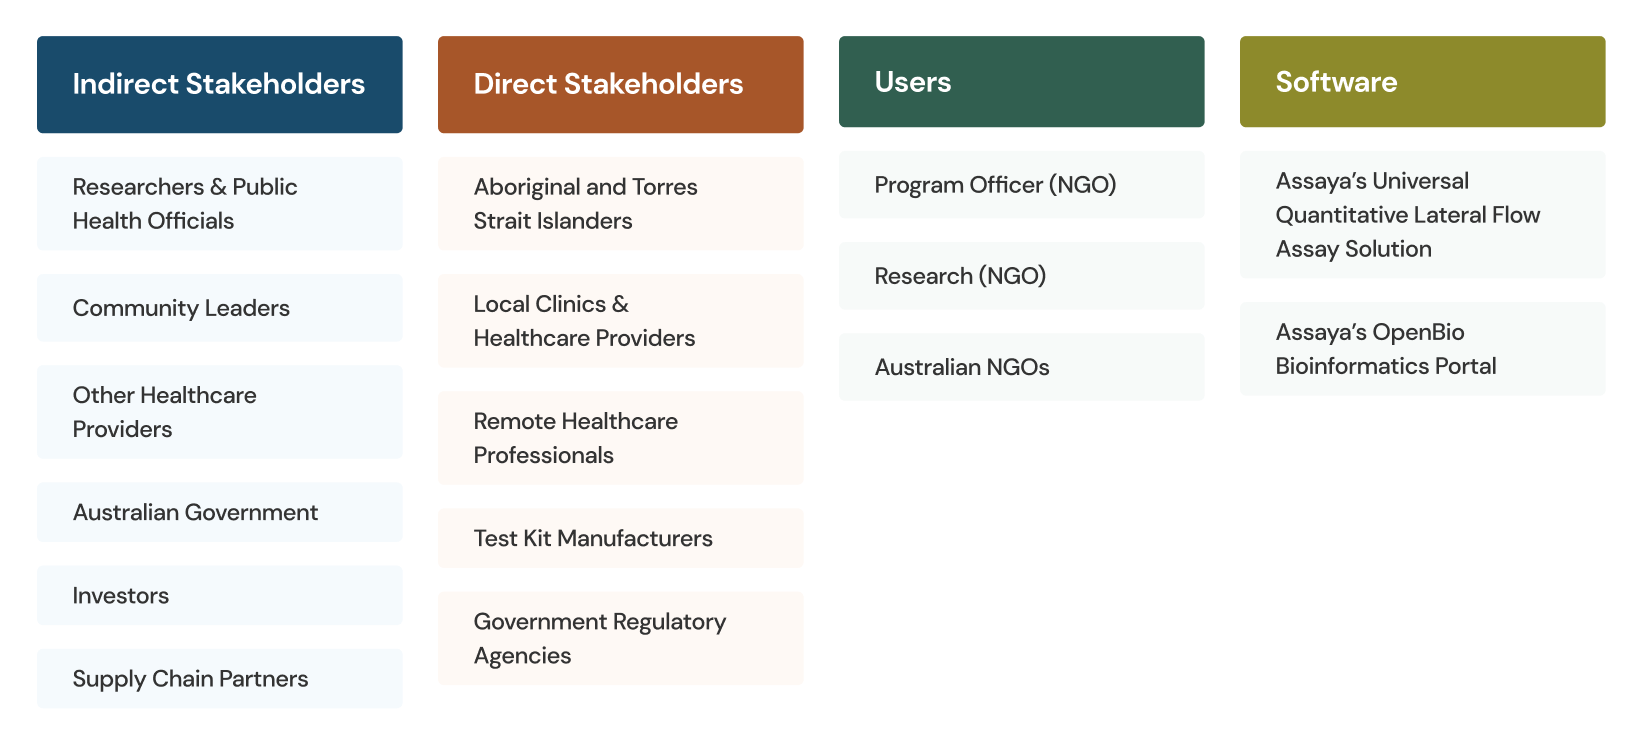 Indirect Stakeholders
Researchers & Public
Health Officials
Community Leaders
Other Healthcare
Providers
Australian Government
Investors
Supply Chain Partners
Direct Stakeholders
Aboriginal and Torres
Strait Islanders
Local Clinics &
Healthcare Providers
Remote Healthcare
Professionals
Test Kit Manufacturers
Government Regulatory
Agencies
Users
Program Officer (NGO)
Research (NGO)
Australian NGOs
Software
Assaya’s Universal
Quantitative Lateral Flow
Assay Solution
Assaya’s OpenBio
Bioinformatics Portal